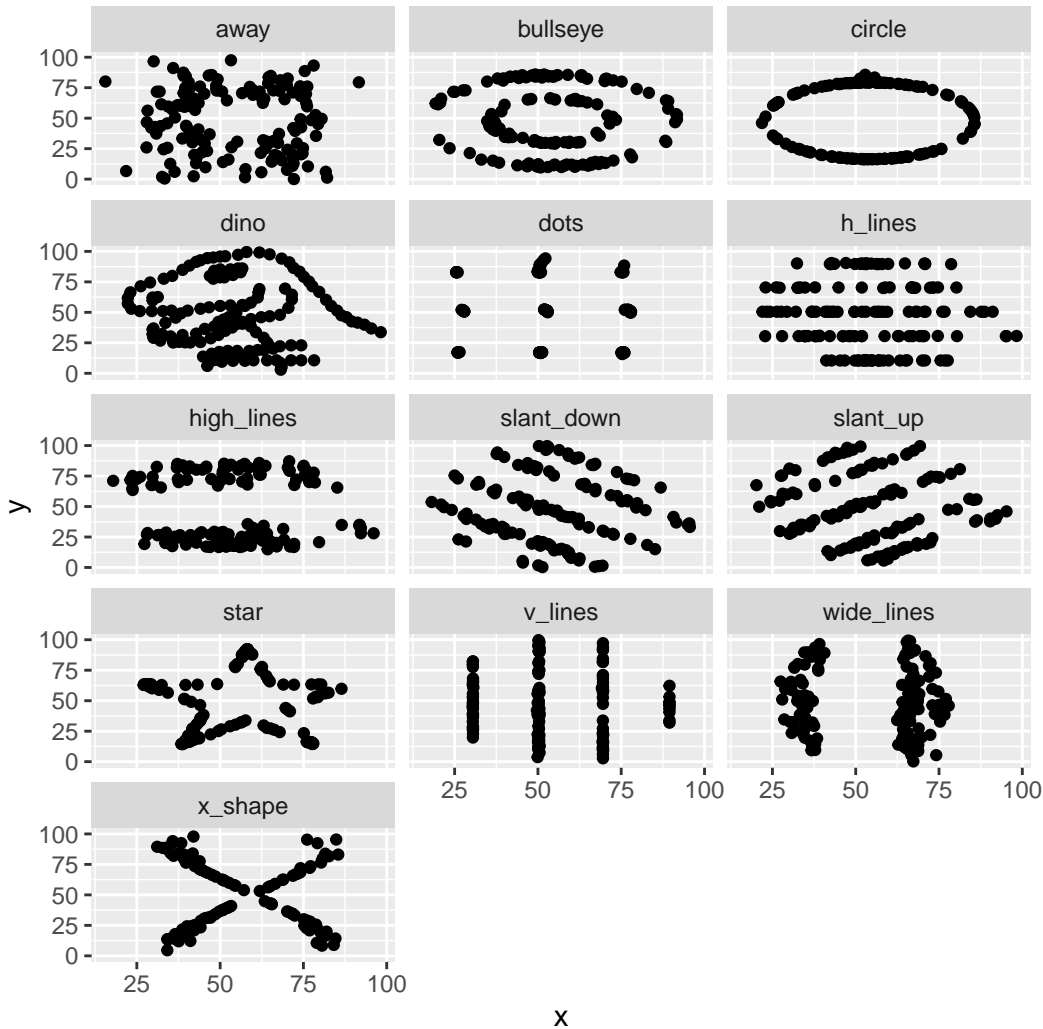 away bullseye circle
100
75
50
25
0
dino dots h_lines
100
75
50
25
0
high_lines slant_down slant_up
100
75
50
25
0
y
star v_lines wide_lines
100
75
50
25
0
25 50 75 100 25 50 75 100
x_shape
100
75
50
25
0
25 50 75 100
x